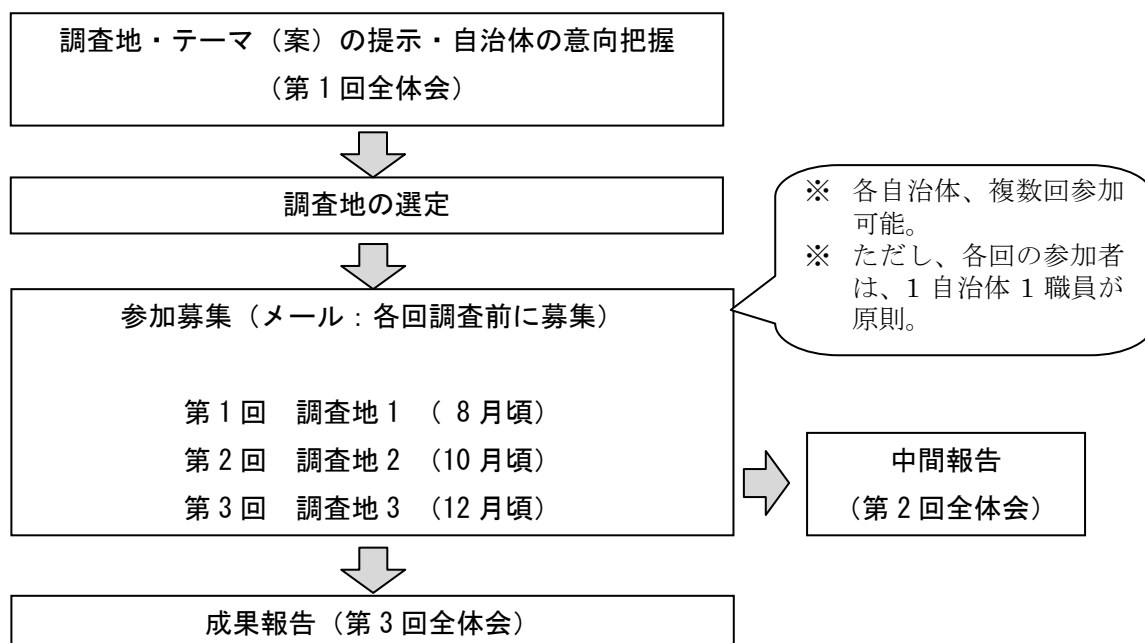 調査地・テーマ（案）の提示・自治体の意向把握
（第１回全体会）
調査地の選定
※　各自治体、複数回参加
可能。
※　ただし、各回の参加者
は、１自治体１職員が
原則。
参加募集（メール：各回調査前に募集）
第１回　調査地１　（ ８月頃）
第２回　調査地２　（10月頃）
第３回　調査地３　（12月頃）
中間報告
（第２回全体会）
成果報告（第３回全体会）